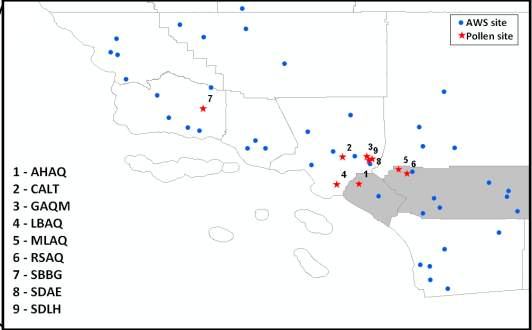 AWS site
Pollen site
7
2
3
9
8
5
6
4
1
1 - AHAQ
2 - CALT
3 - GAQM
4 - LBAQ
5 - MLAQ
6 - RSAQ
7 - SBBG
8 - SDAE
9 - SDLH